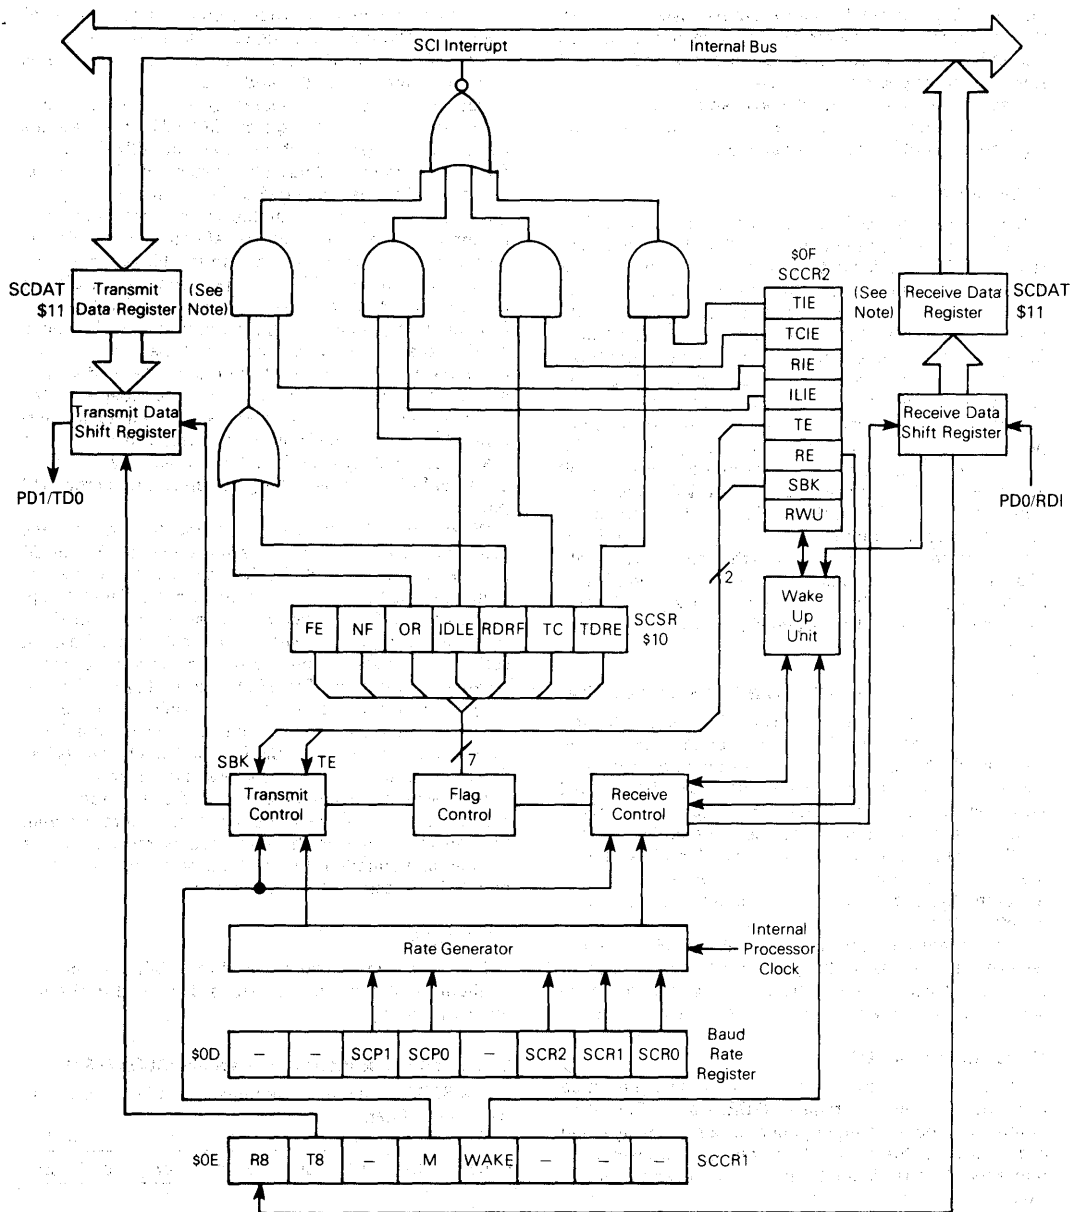 SCI Interrupt
Internal Bus
$0F
SCCR2
SCDAT
$11
Transmit
Data Register
(See
Note)
TIE
TCIE
RIE
ILIE
TE
RE
SBK
RWU
(See
Note)
Receive Data
Register
SCDAT
$11
Transmit Data
Shift Register
Receive Data
Shift Register
PD1/TD0
PD0/RDI
2
Wake
Up
Unit
FE NF OR IDLE RDRF TC TDRE
SCSR
$10
SBK
TE
7
Transmit
Control
Flag
Control
Receive
Control
Rate Generator
Internal
Processor
Clock
$0D
– – SCP1 SCP0 – SCR2 SCR1 SCR0
Baud
Rate
Register
$0E
R8 T8 – M WAKE – – –
SCCR1